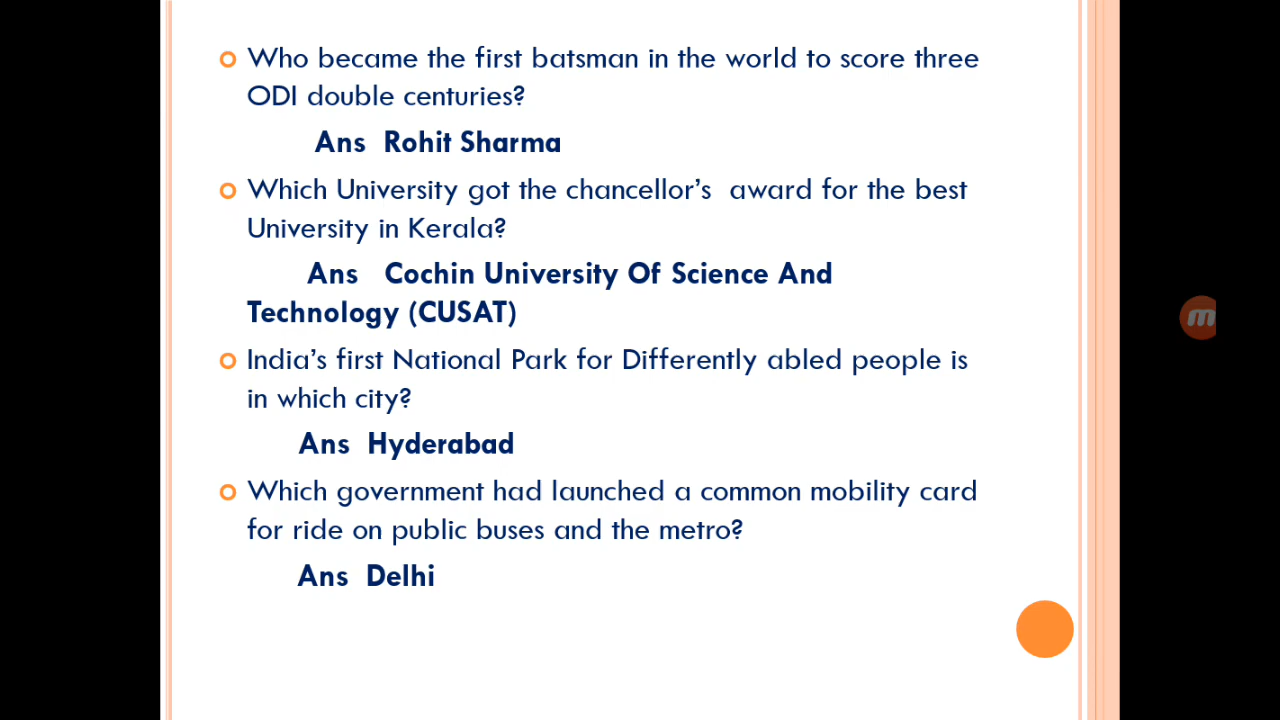 Who became the first batsman in the world to score three
ODI double centuries?
Ans Rohit Sharma
Which University got the chancellor's award for the best
University in Kerala?
Ans Cochin University Of Science And
Technology (CUSAT)
India's first National Park for Differently abled people is
in which city?
Ans Hyderabad
Which government had launched a common mobility card
for ride on public buses and the metro?
Ans Delhi